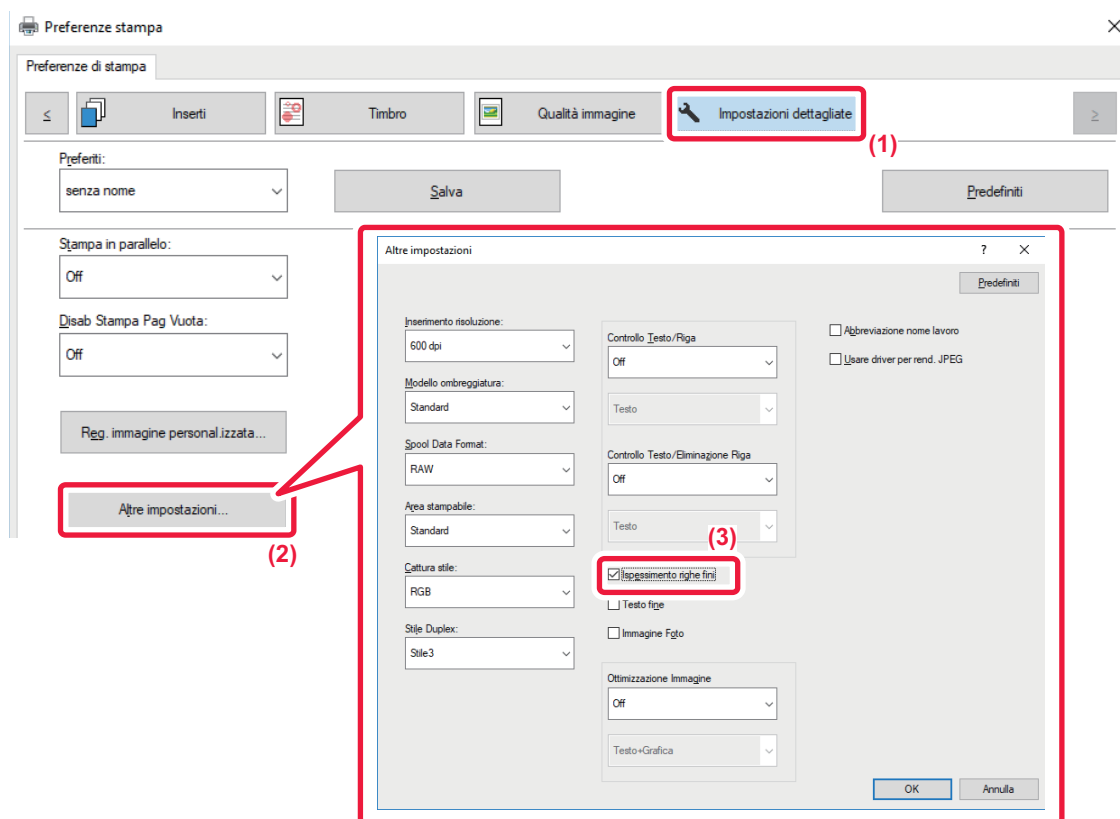 Preferenze stampa
Preferenze di stampa
< Inserti Timbro Qualità immagine Impostazioni dettagliate >
(1)
Preferiti:
senza nome Salva Predefiniti
Stampa in parallelo:
Off
Disab Stampa Pag Vuota:
Off
Reg. immagine personal.izzata...
Altre impostazioni...
(2)
Altre impostazioni ?
Predefiniti
Inserimento risoluzione:
600 dpi
Modello ombreggiatura:
Standard
Spool Data Format:
RAW
Area stampabile:
Standard
Cattura stile:
RGB
Stile Duplex:
Stile3
Controllo Testo/Riga
Off
Testo
Controllo Testo/Eliminazione Riga
Off
Testo
(3)
Ispessimento righe fini
Testo fine
Immagine Foto
Ottimizzazione Immagine
Off
Testo+Grafica
Abbreviazione nome lavoro
Usare driver per rend. JPEG
OK Annulla